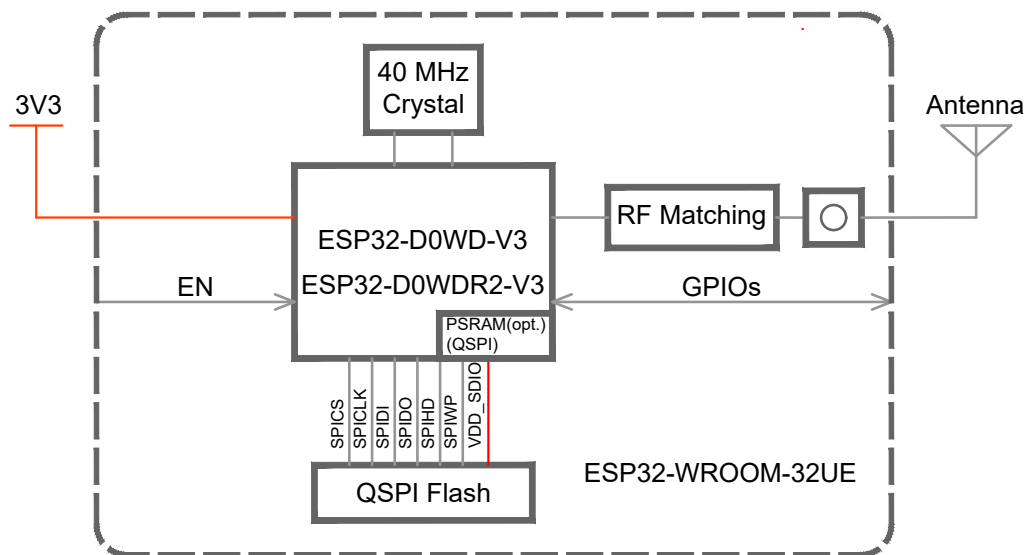 40 MHz
Crystal
3V3
Antenna
RF Matching
ESP32-D0WD-V3
ESP32-D0WDR2-V3
EN
GPIOs
PSRAM(opt.)
(QSPI)
SPICS
SPICLK
SPIDI
SPIDO
SPIHD
SPIWP
VDD_SDIO
ESP32-WROOM-32UE
QSPI Flash